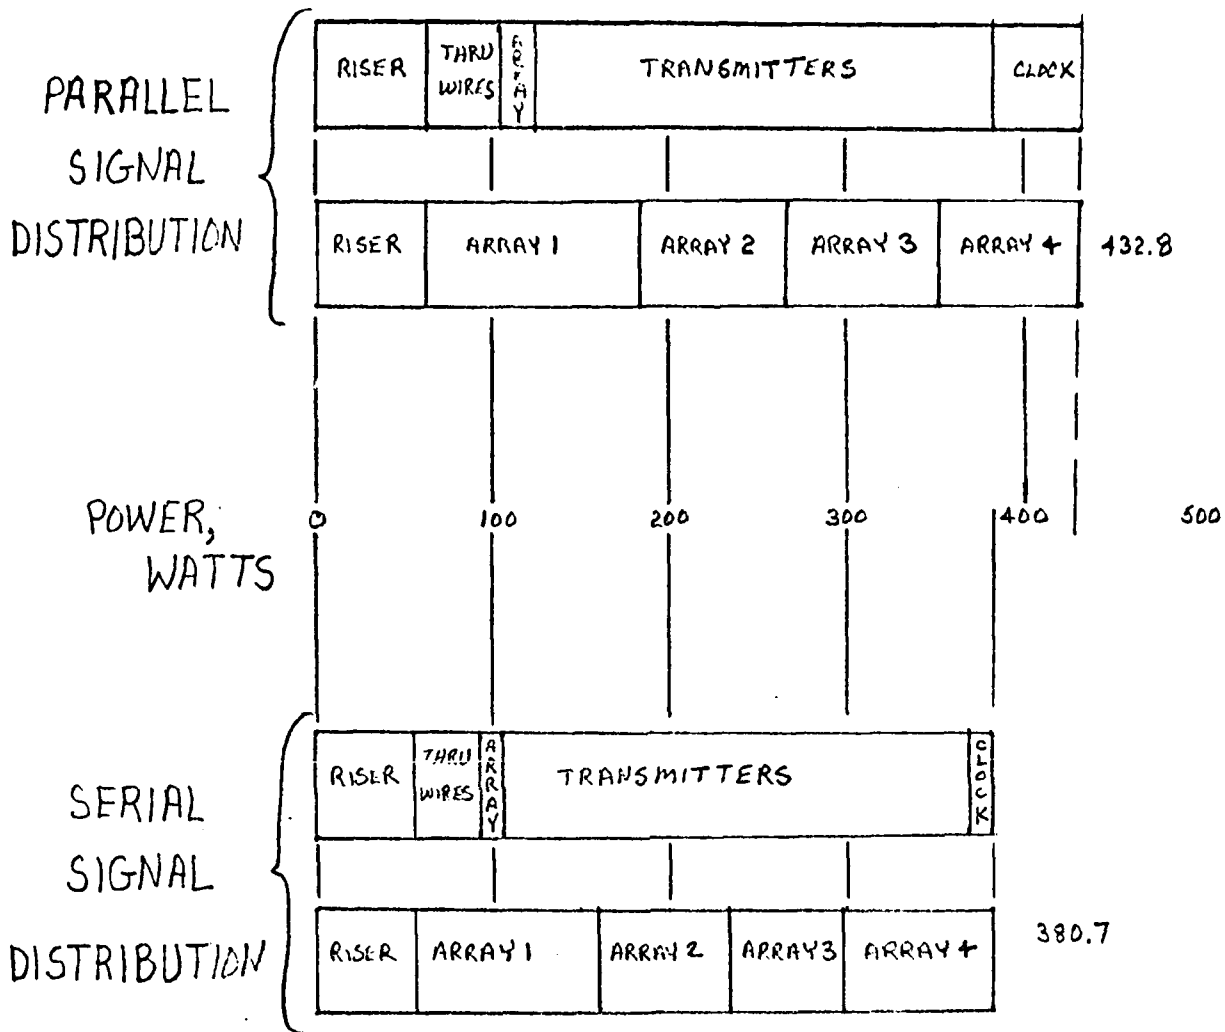 PARALLEL
SIGNAL
DISTRIBUTION
RISER THRU WIRES ARRAY TRANSMITTERS CLOCK
RISER ARRAY 1 ARRAY 2 ARRAY 3 ARRAY 4 432.8
POWER,
WATTS
0 100 200 300 400 500
SERIAL
SIGNAL
DISTRIBUTION
RISER THRU WIRES ARRAY TRANSMITTERS CLOCK
RISER ARRAY 1 ARRAY 2 ARRAY 3 ARRAY 4 380.7